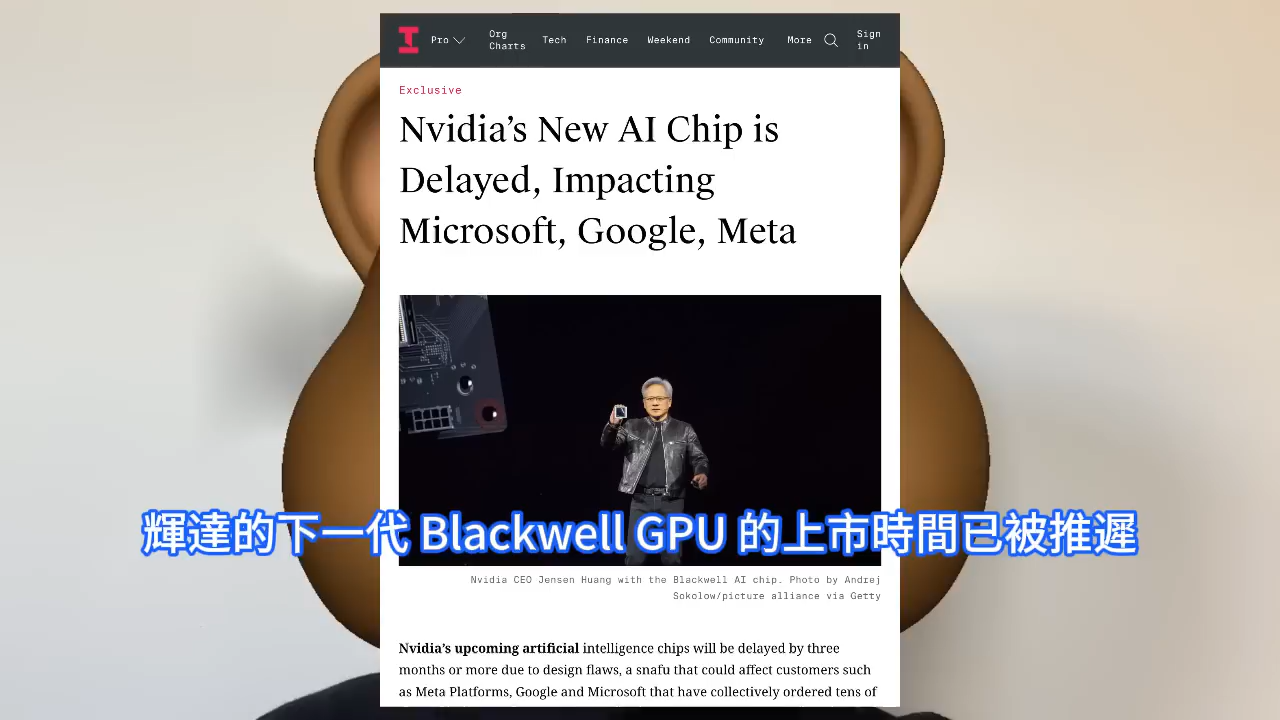 Pro
Org
Charts
Tech
Finance
Weekend
Community
More
Sign
in
Exclusive
Nvidia's New AI Chip is
Delayed, Impacting
Microsoft, Google, Meta
輝達的下一代 Blackwell GPU 的上市時間已被推遲
Nvidia CEO Jensen Huang with the Blackwell AI chip. Photo by Andrej
Sokolow/picture alliance via Getty
Nvidia's upcoming artificial intelligence chips will be delayed by three
months or more due to design flaws, a snafu that could affect customers such
as Meta Platforms, Google and Microsoft that have collectively ordered tens of